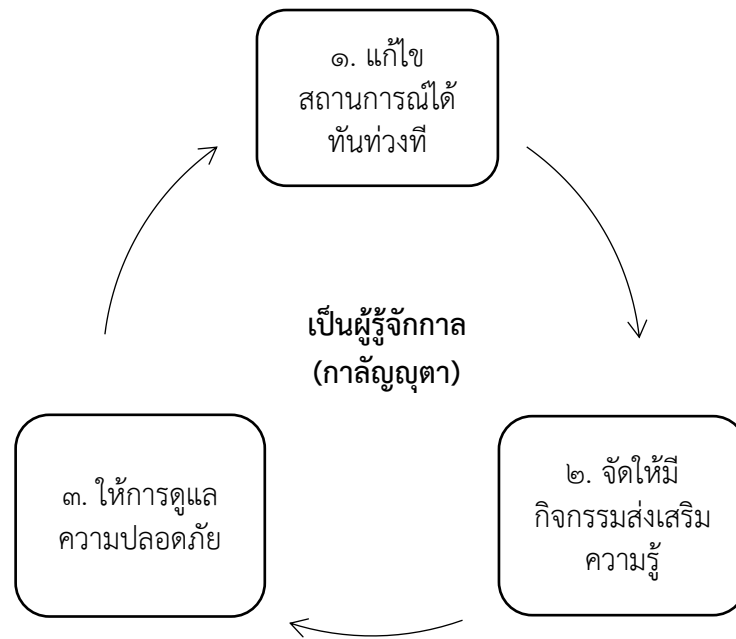 ๑. แก้ไข
สถานการณ์ได้
ทันท่วงที
เป็นผู้รู้จักกาล
(กาลัญญุตา)
๓. ให้การดูแล
ความปลอดภัย
๒. จัดให้มี
กิจกรรมส่งเสริม
ความรู้